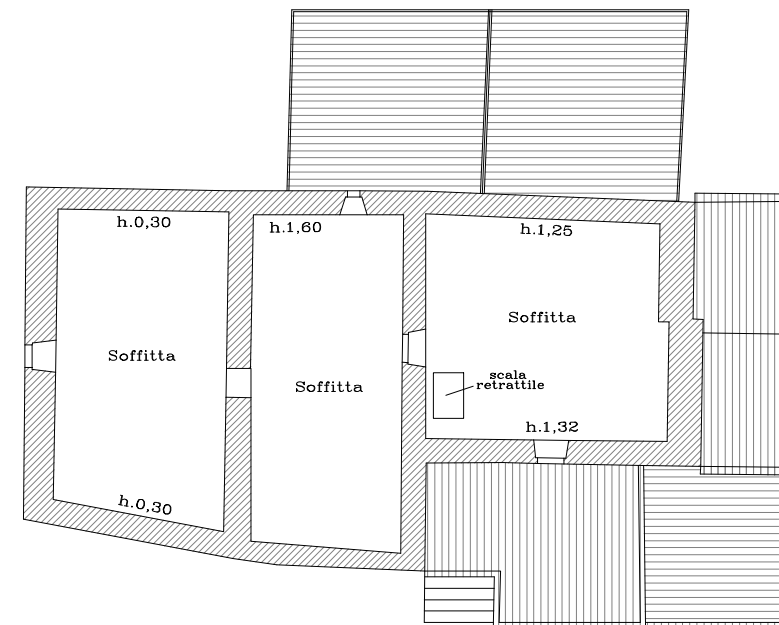 h.0,30
h.1,60
h.1,25
Soffitta
Soffitta
Soffitta
scala
retrattile
h.1,32
h.0,30